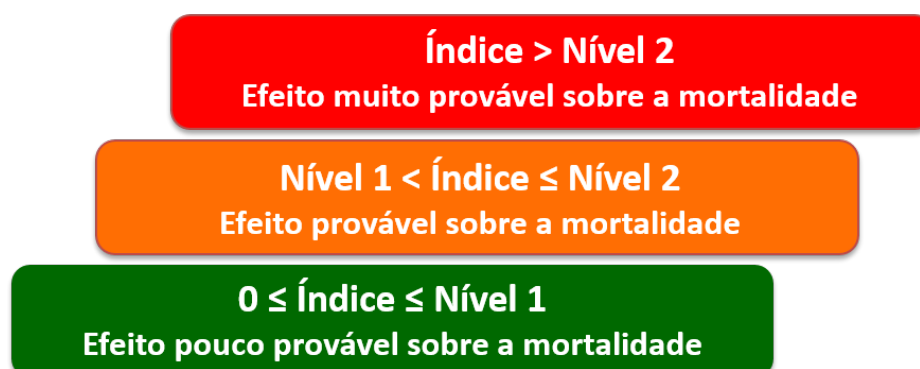 Índice > Nível 2
Efeito muito provável sobre a mortalidade
Nível 1 < Índice ≤ Nível 2
Efeito provável sobre a mortalidade
0 ≤ Índice ≤ Nível 1
Efeito pouco provável sobre a mortalidade